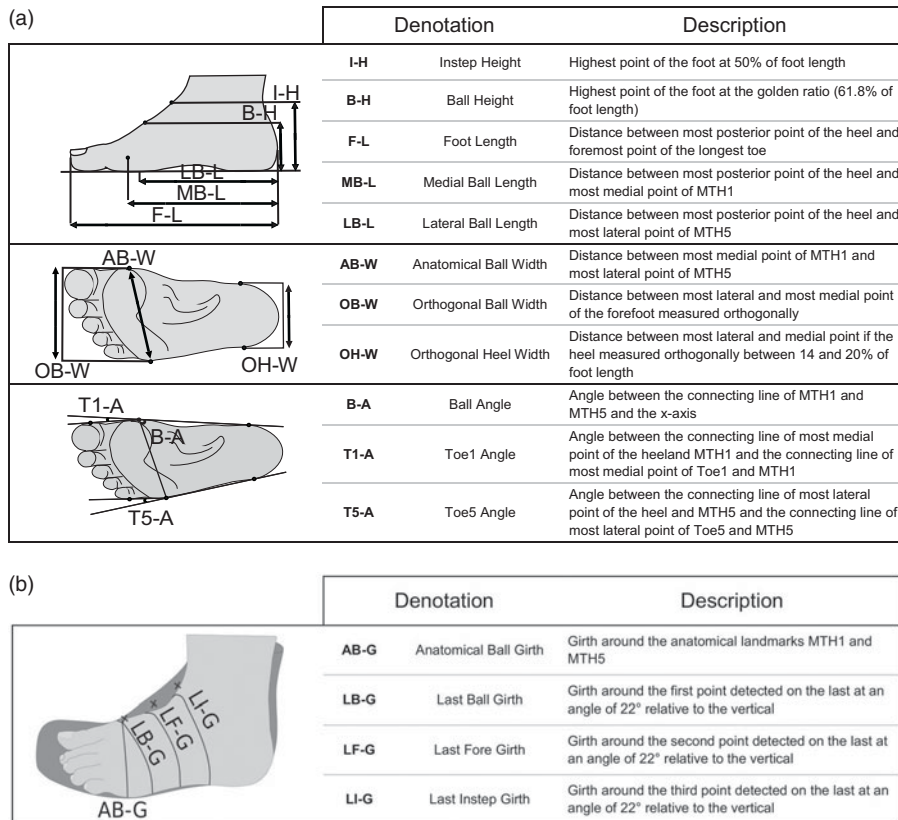 (a)
Denotation Description
I-H Instep Height Highest point of the foot at 50% of foot length
B-H Ball Height Highest point of the foot at the golden ratio (61.8% of
foot length)
F-L Foot Length Distance between most posterior point of the heel and
foremost point of the longest toe
MB-L Medial Ball Length Distance between most posterior point of the heel and
most medial point of MTH1
LB-L Lateral Ball Length Distance between most posterior point of the heel and
most lateral point of MTH5
I-H
B-H
LB-L
MB-L
F-L
AB-W Anatomical Ball Width Distance between most medial point of MTH1 and
most lateral point of MTH5
OB-W Orthogonal Ball Width Distance between most lateral and most medial point
of the forefoot measured orthogonally
OH-W Orthogonal Heel Width Distance between most lateral and medial point if the
heel measured orthogonally between 14 and 20% of
foot length
AB-W
OB-W
OH-W
B-A Ball Angle Angle between the connecting line of MTH1 and
MTH5 and the x-axis
T1-A Toe1 Angle Angle between the connecting line of most medial
point of the heeland MTH1 and the connecting line of
most medial point of Toe1 and MTH1
T5-A Toe5 Angle Angle between the connecting line of most lateral
point of the heel and MTH5 and the connecting line of
most lateral point of Toe5 and MTH5
T1-A
B-A
T5-A
(b)
Denotation Description
AB-G Anatomical Ball Girth Girth around the anatomical landmarks MTH1 and
MTH5
LB-G Last Ball Girth Girth around the first point detected on the last at an
angle of 22° relative to the vertical
LF-G Last Fore Girth Girth around the second point detected on the last at
an angle of 22° relative to the vertical
LI-G Last Instep Girth Girth around the third point detected on the last at an
angle of 22° relative to the vertical
LI-G
LF-G
LB-G
AB-G